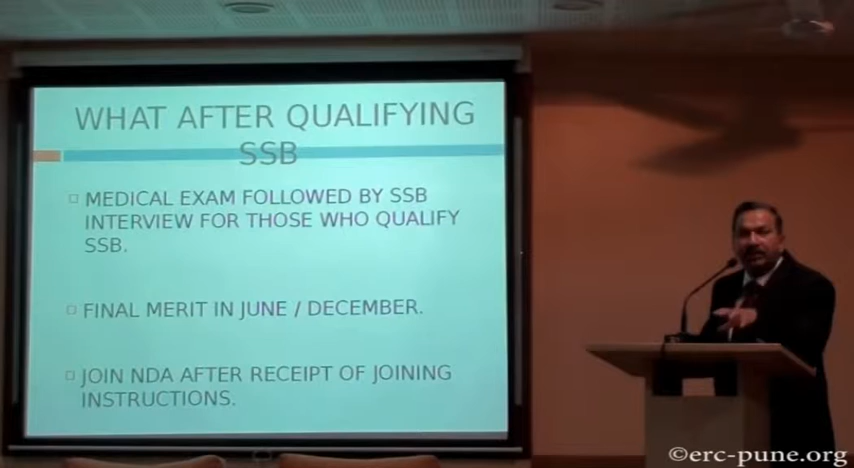 WHAT AFTER QUALIFYING
SSB
MEDICAL EXAM FOLLOWED BY SSB
INTERVIEW FOR THOSE WHO QUALIFY
SSB.
FINAL MERIT IN JUNE / DECEMBER.
JOIN NDA AFTER RECEIPT OF JOINING
INSTRUCTIONS.
©erc-pune.org